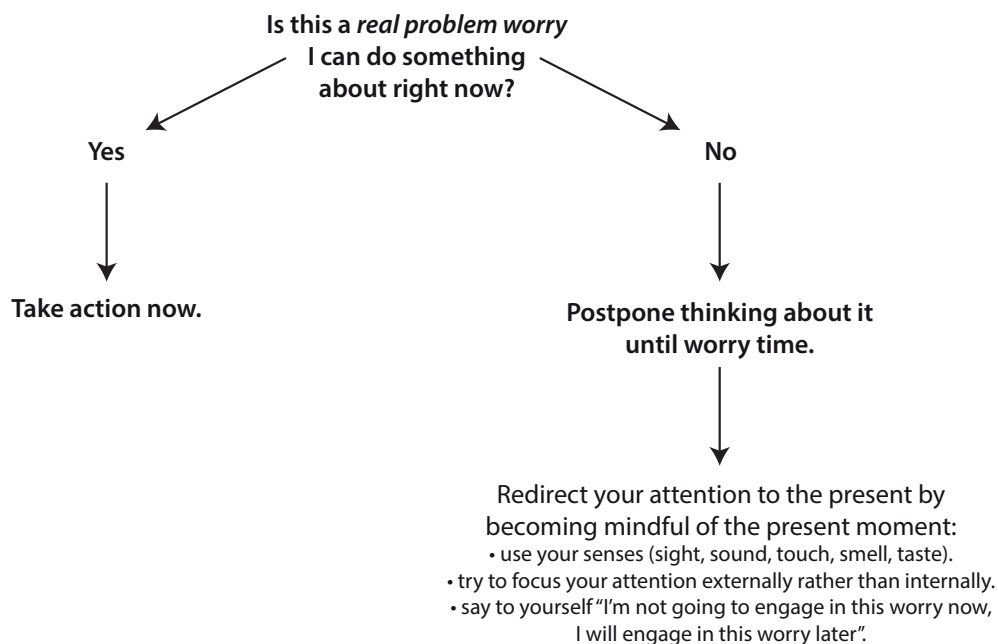 Is this a real problem worry
I can do something
about right now?
Yes
No
Take action now.
Postpone thinking about it
until worry time.
Redirect your attention to the present by
becoming mindful of the present moment:
• use your senses (sight, sound, touch, smell, taste).
• try to focus your attention externally rather than internally.
• say to yourself “I’m not going to engage in this worry now,
I will engage in this worry later”.